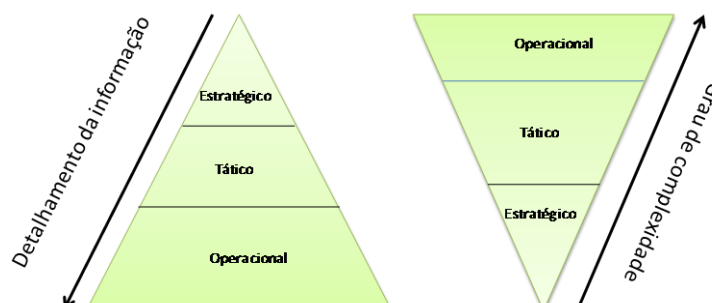 Detalhamento da informação
Estratégico
Tático
Operacional
Operacional
Tático
Estratégico
Grau de complexidade